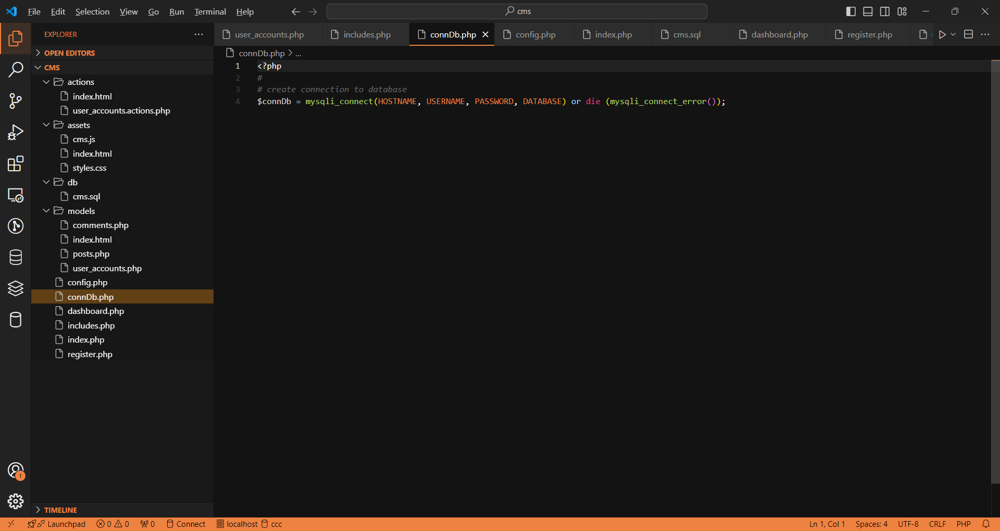 File Edit Selection View Go Run Terminal Help
cms
EXPLORER
user_accounts.php includes.php connDb.php config.php index.php cms.sql dashboard.php register.php
OPEN EDITORS
connDb.php > ...
CMS
actions
index.html
user_accounts.actions.php
assets
cms.js
index.html
styles.css
db
cms.sql
models
comments.php
index.html
posts.php
user_accounts.php
config.php
connDb.php
dashboard.php
includes.php
index.php
register.php
1 <?php
2 #
3 # create connection to database
4 $connDb = mysqli_connect(HOSTNAME, USERNAME, PASSWORD, DATABASE) or die (mysqli_connect_error());
1
TIMELINE
Launchpad 0 0 0 Connect localhost ccc Ln 1, Col 1 Spaces: 4 UTF-8 CRLF PHP